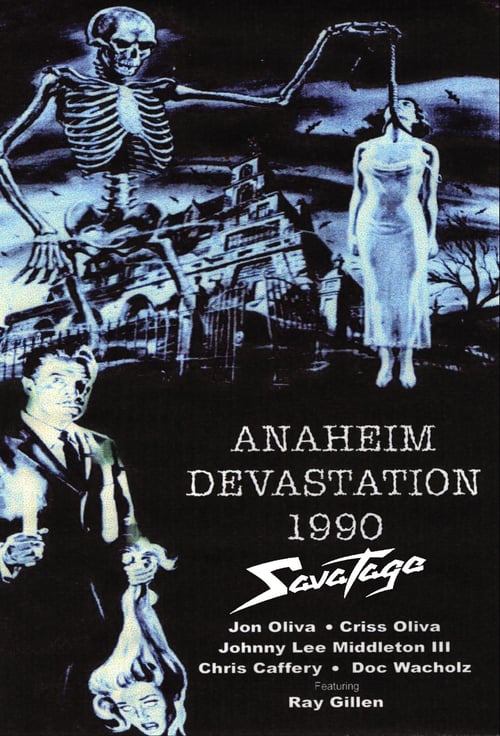 ANAHEIM
DEVASTATION
1990
Savatage
Jon Oliva • Criss Oliva
Johnny Lee Middleton III
Chris Caffery • Doc Wacholz
Featuring
Ray Gillen